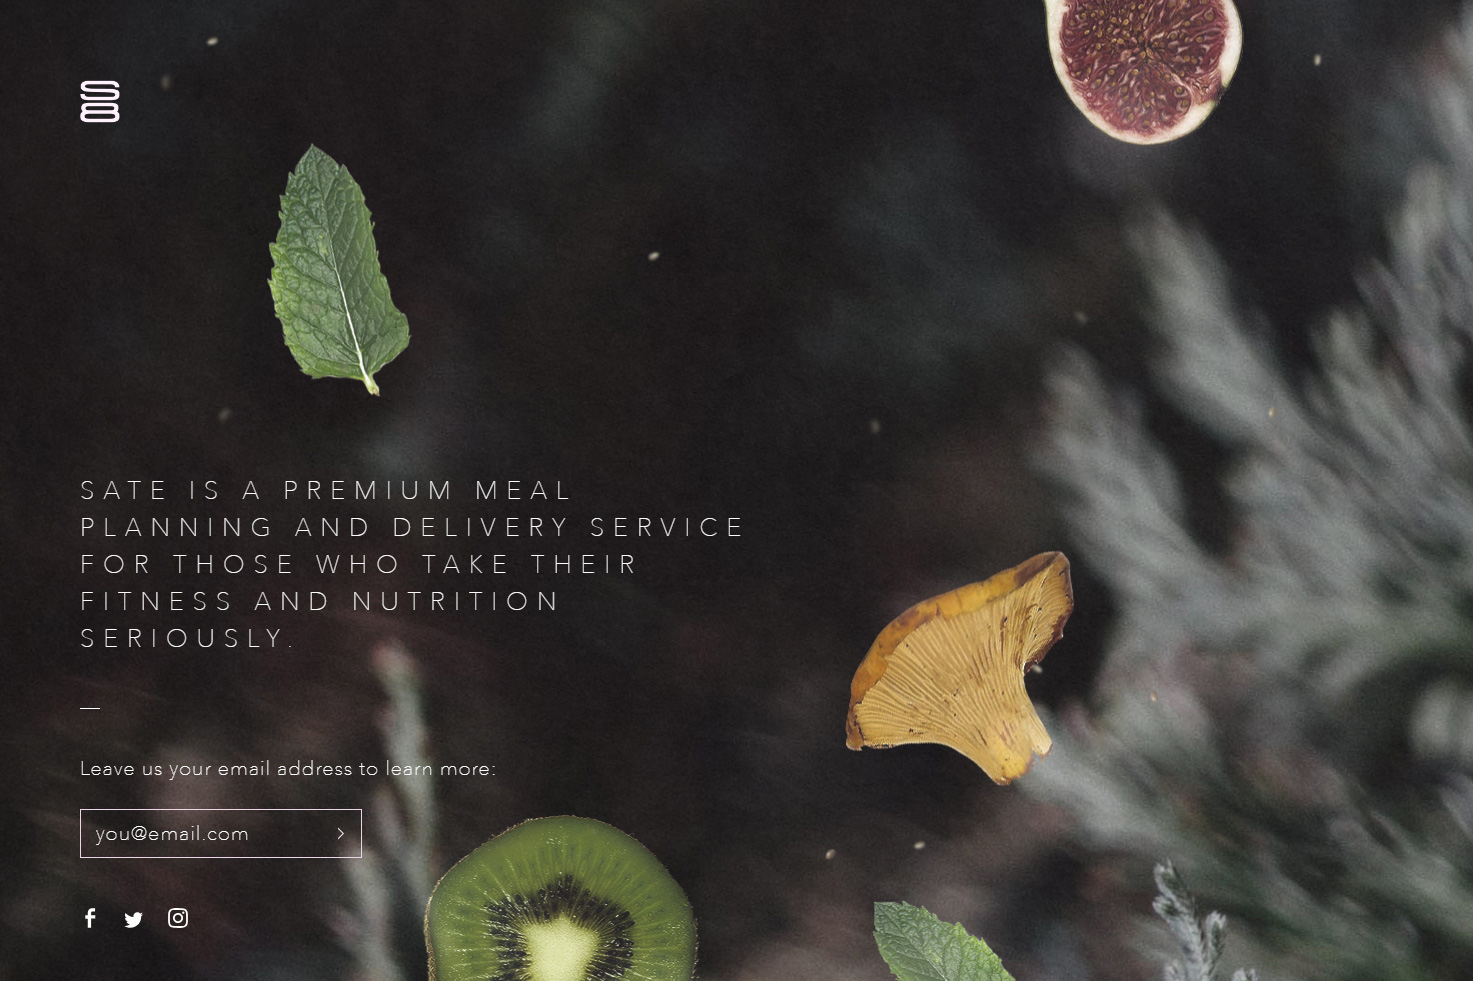 SATE IS A PREMIUM MEAL
PLANNING AND DELIVERY SERVICE
FOR THOSE WHO TAKE THEIR
FITNESS AND NUTRITION
SERIOUSLY.
Leave us your email address to learn more:
you@email.com